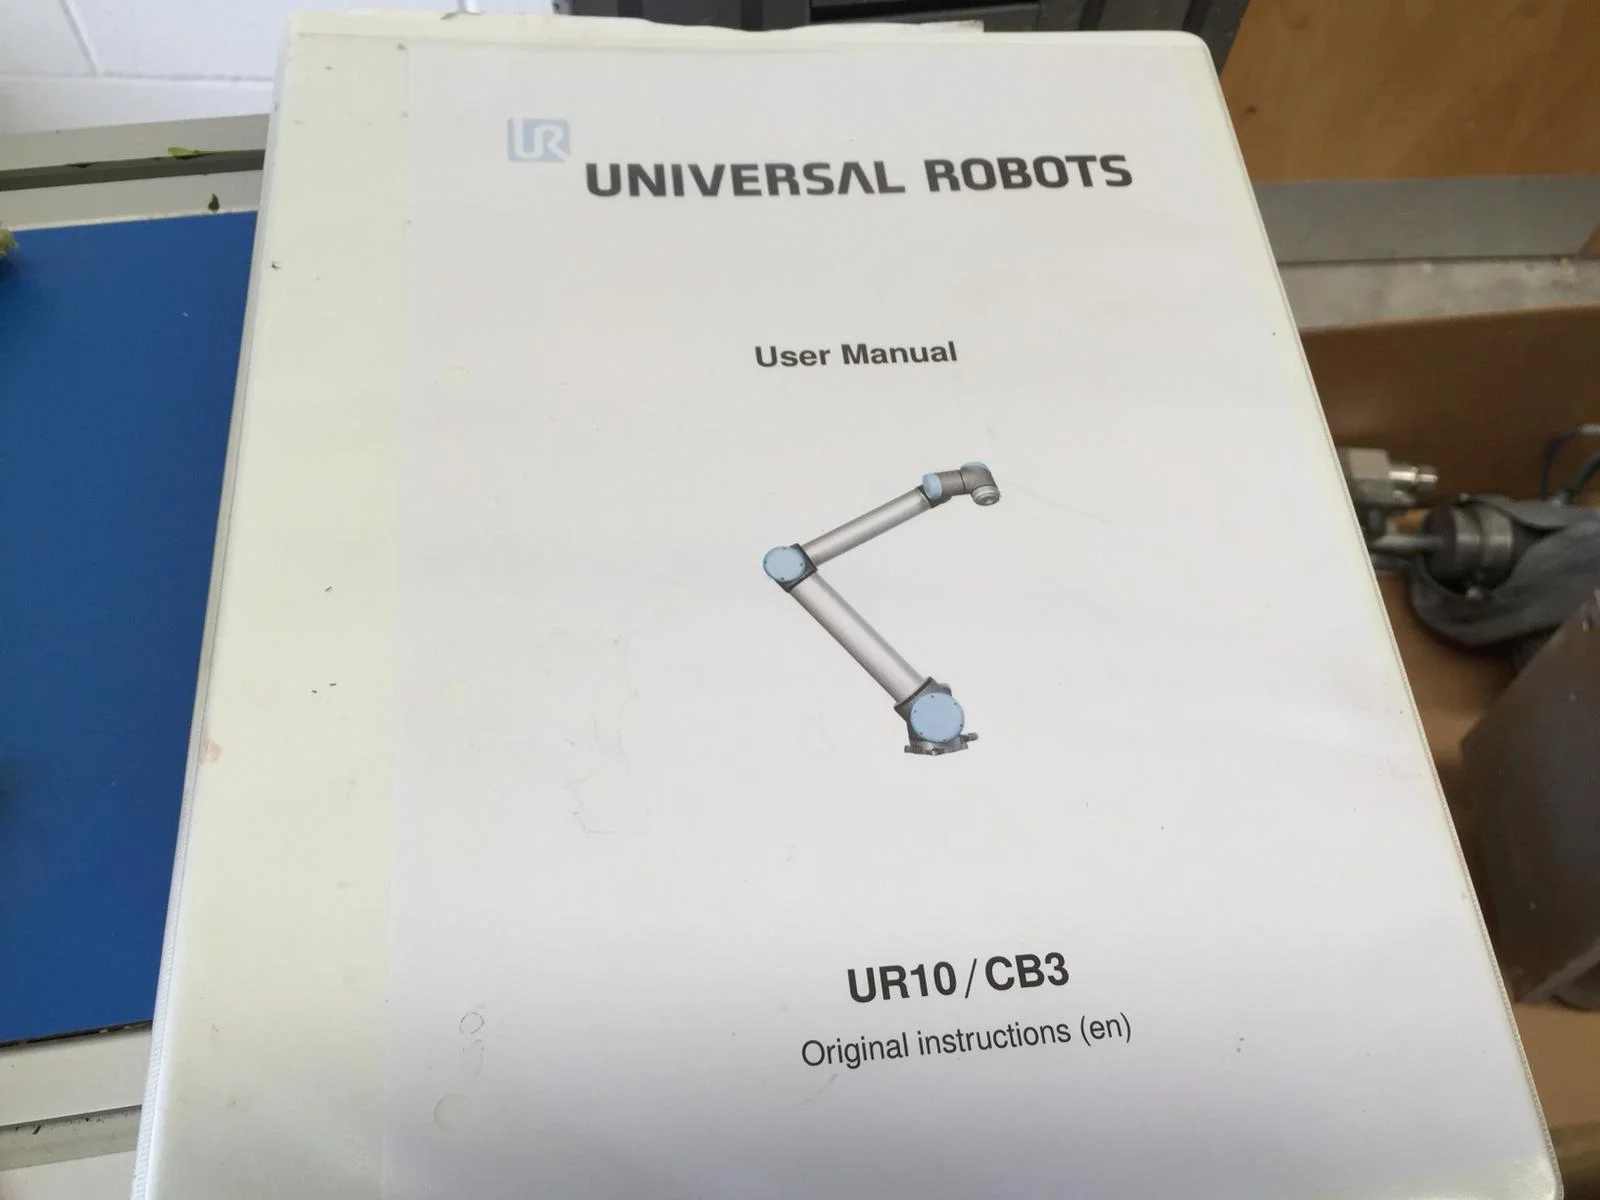 UR
UNIVERSAL ROBOTS
User Manual
UR10 / CB3
Original instructions (en)